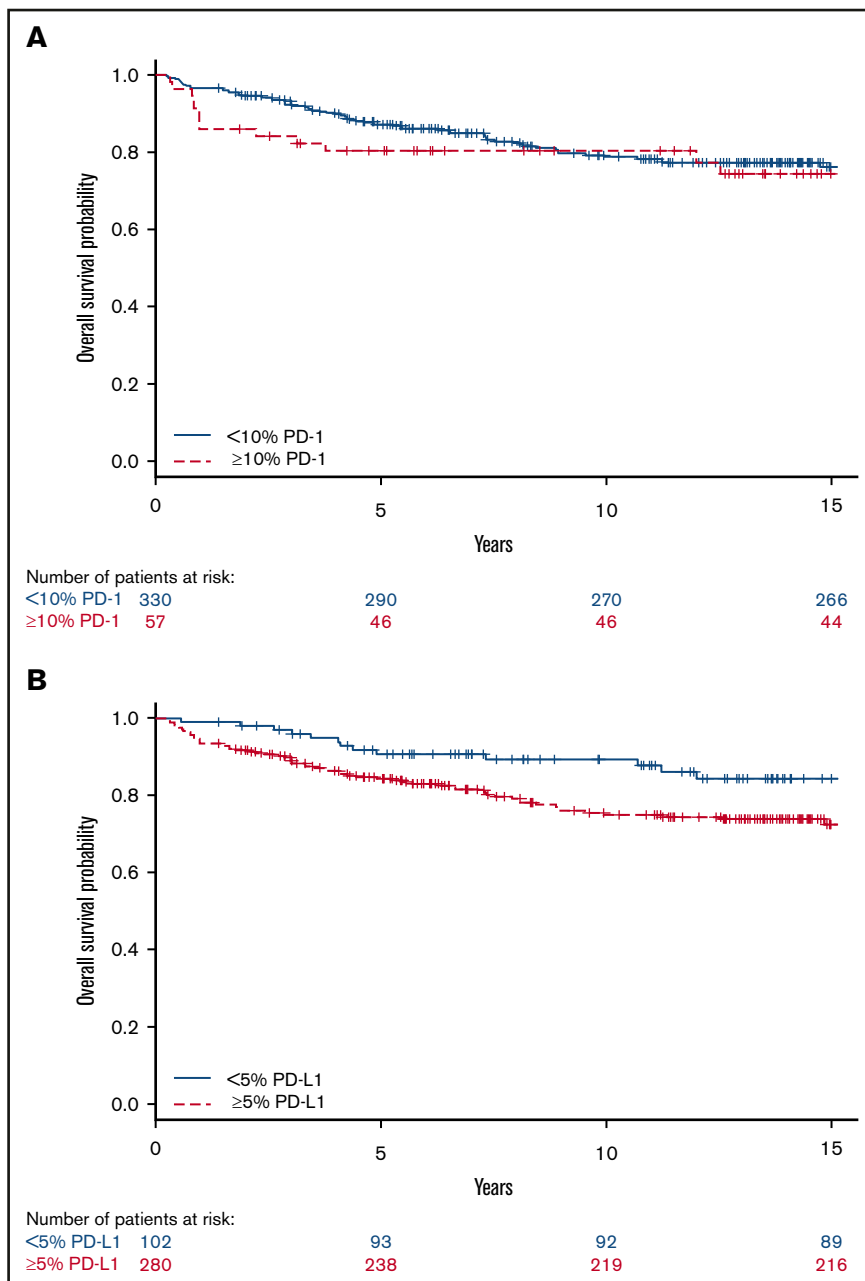 A
Overall survival probability
1.0
0.8
0.6
0.4
0.2
0.0
<10% PD-1
≥10% PD-1
0 5 10 15
Years
Number of patients at risk:
<10% PD-1 330 290 270 266
≥10% PD-1 57 46 46 44
B
Overall survival probability
1.0
0.8
0.6
0.4
0.2
0.0
<5% PD-L1
≥5% PD-L1
0 5 10 15
Years
Number of patients at risk:
<5% PD-L1 102 93 92 89
≥5% PD-L1 280 238 219 216